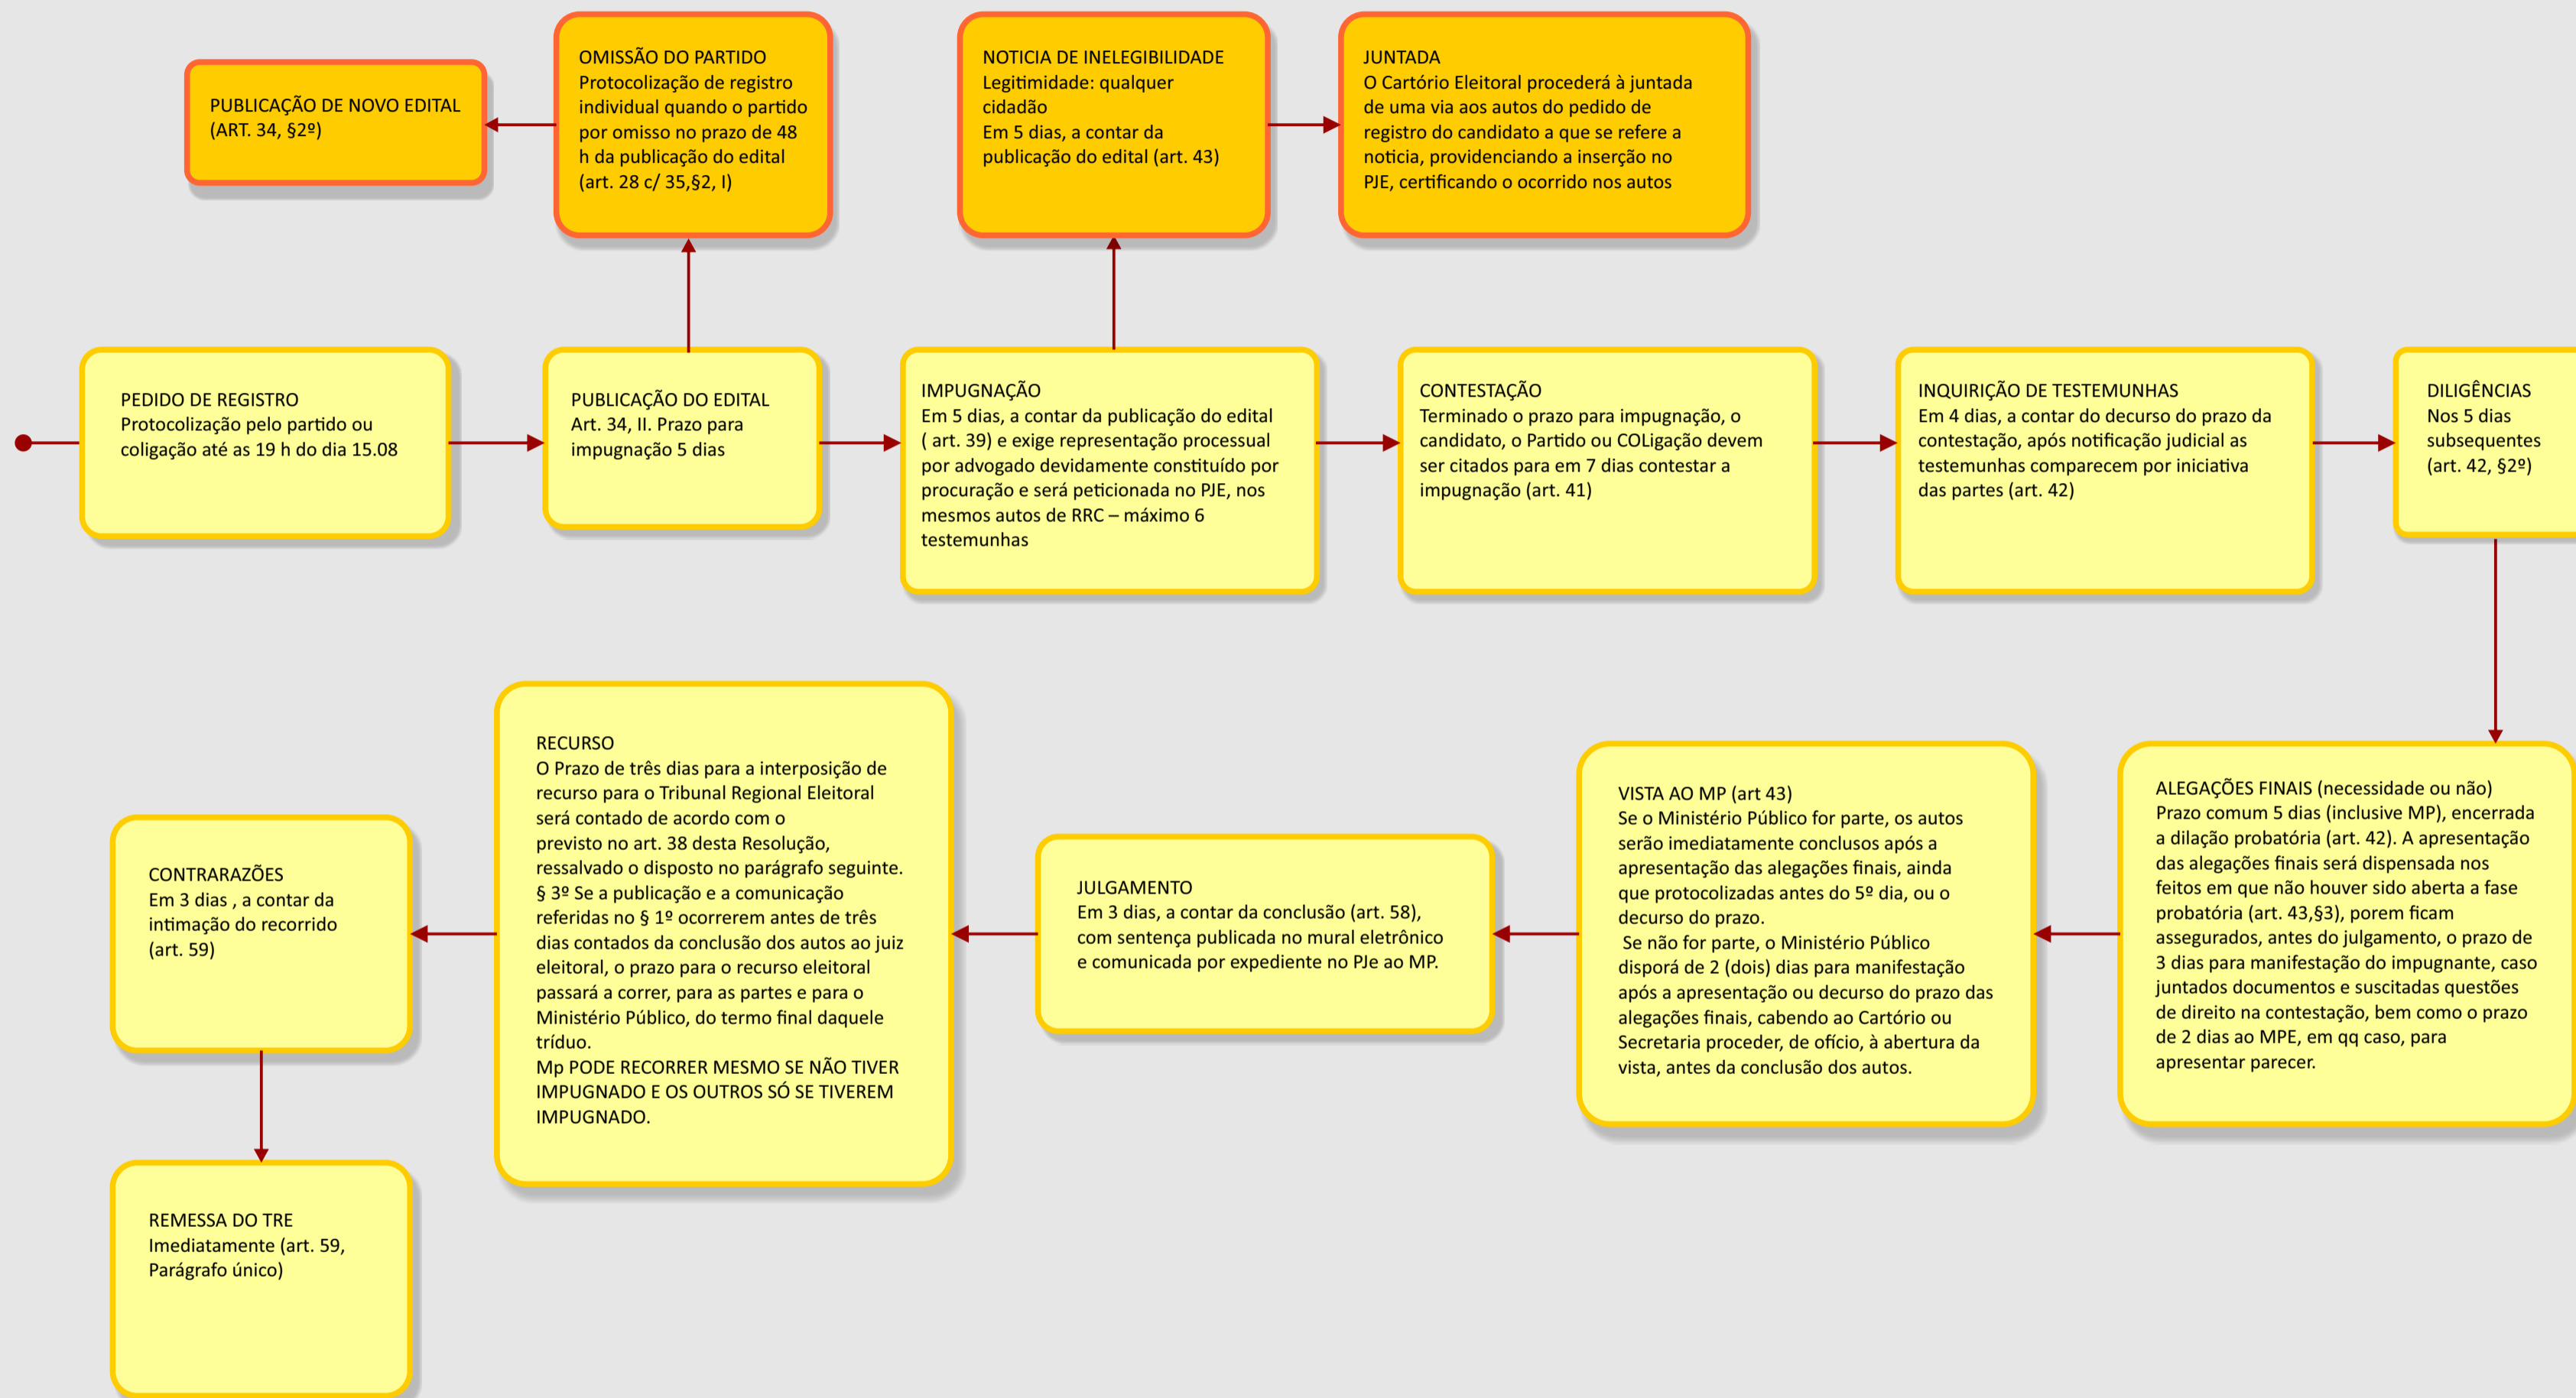 PUBLICAÇÃO DE NOVO EDITAL
(ART. 34, §2º)
OMISSÃO DO PARTIDO
Protocolização de registro
individual quando o partido
por omisso no prazo de 48
h da publicação do edital
(art. 28 c/ 35,§2, I)
NOTICIA DE INELEGIBILIDADE
Legitimidade: qualquer
cidadão
Em 5 dias, a contar da
publicação do edital (art. 43)
JUNTADA
O Cartório Eleitoral procederá à juntada
de uma via aos autos do pedido de
registro do candidato a que se refere a
noticia, providenciando a inserção no
PJE, certificando o ocorrido nos autos
PEDIDO DE REGISTRO
Protocolização pelo partido ou
coligação até as 19 h do dia 15.08
PUBLICAÇÃO DO EDITAL
Art. 34, II. Prazo para
impugnação 5 dias
IMPUGNAÇÃO
Em 5 dias, a contar da publicação do edital
( art. 39) e exige representação processual
por advogado devidamente constituído por
procuração e será peticionada no PJE, nos
mesmos autos de RRC – máximo 6
testemunhas
CONTESTAÇÃO
Terminado o prazo para impugnação, o
candidato, o Partido ou COLigação devem
ser citados para em 7 dias contestar a
impugnação (art. 41)
INQUIRIÇÃO DE TESTEMUNHAS
Em 4 dias, a contar do decurso do prazo da
contestação, após notificação judicial as
testemunhas comparecem por iniciativa
das partes (art. 42)
DILIGÊNCIAS
Nos 5 dias
subsequentes
(art. 42, §2º)
ALEGAÇÕES FINAIS (necessidade ou não)
Prazo comum 5 dias (inclusive MP), encerrada
a dilação probatória (art. 42). A apresentação
das alegações finais será dispensada nos
feitos em que não houver sido aberta a fase
probatória (art. 43,§3), porem ficam
assegurados, antes do julgamento, o prazo de
3 dias para manifestação do impugnante, caso
juntados documentos e suscitadas questões
de direito na contestação, bem como o prazo
de 2 dias ao MPE, em qq caso, para
apresentar parecer.
VISTA AO MP (art 43)
Se o Ministério Público for parte, os autos
serão imediatamente conclusos após a
apresentação das alegações finais, ainda
que protocolizadas antes do 5º dia, ou o
decurso do prazo.
Se não for parte, o Ministério Público
disporá de 2 (dois) dias para manifestação
após a apresentação ou decurso do prazo das
alegações finais, cabendo ao Cartório ou
Secretaria proceder, de ofício, à abertura da
vista, antes da conclusão dos autos.
JULGAMENTO
Em 3 dias, a contar da conclusão (art. 58),
com sentença publicada no mural eletrônico
e comunicada por expediente no PJe ao MP.
RECURSO
O Prazo de três dias para a interposição de
recurso para o Tribunal Regional Eleitoral
será contado de acordo com o
previsto no art. 38 desta Resolução,
ressalvado o disposto no parágrafo seguinte.
§ 3º Se a publicação e a comunicação
referidas no § 1º ocorrerem antes de três
dias contados da conclusão dos autos ao juiz
eleitoral, o prazo para o recurso eleitoral
passará a correr, para as partes e para o
Ministério Público, do termo final daquele
tríduo.
Mp PODE RECORRER MESMO SE NÃO TIVER
IMPUGNADO E OS OUTROS SÓ SE TIVEREM
IMPUGNADO.
CONTRARAZÕES
Em 3 dias , a contar da
intimação do recorrido
(art. 59)
REMESSA DO TRE
Imediatamente (art. 59,
Parágrafo único)